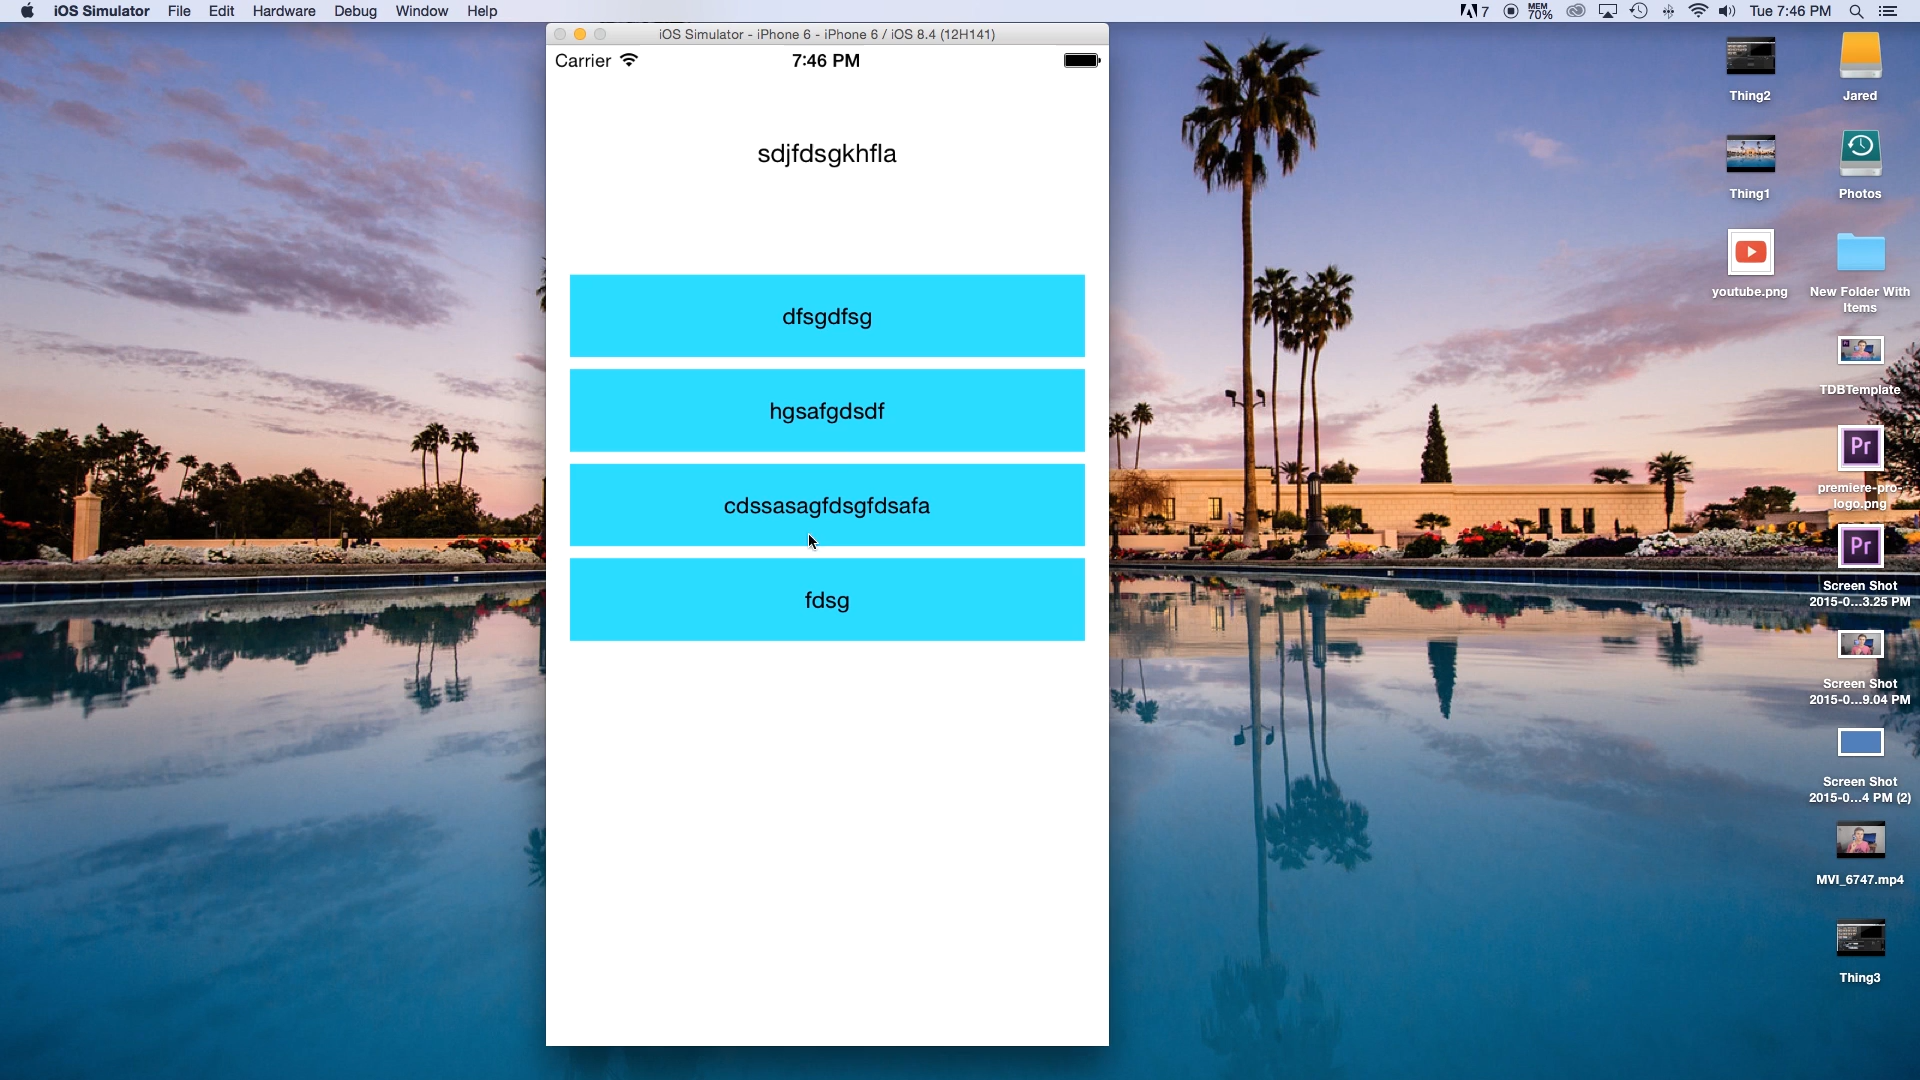 iOS Simulator File Edit Hardware Debug Window Help
7 MEM 70% Tue 7:46 PM
iOS Simulator - iPhone 6 - iPhone 6 / iOS 8.4 (12H141)
Carrier 7:46 PM
sdjfdsgkhfla
dfsgdfsg
hgsafgdsdf
cdssasagfdsgfdsafa
fdsg
Thing2
Jared
Thing1
Photos
youtube.png
New Folder With
Items
TDBTemplate
Pr
premiere-pro-
logo.png
Pr
Screen Shot
2015-0...3.25 PM
Screen Shot
2015-0...9.04 PM
Screen Shot
2015-0...4 PM (2)
MVI_6747.mp4
Thing3